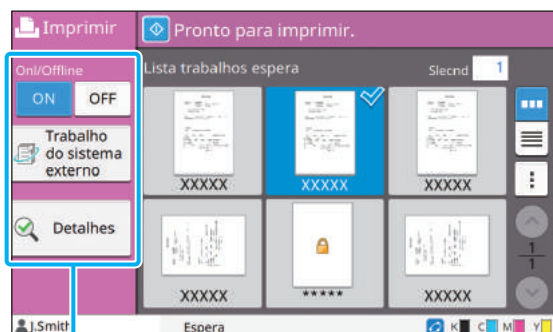 Imprimir
Pronto para imprimir.
Onl/Offline
ON OFF
Trabalho
do sistema
externo
Detalhes
Lista trabalhos espera
Slecnd 1
XXXXX XXXXX XXXXX
XXXXX ***** XXXXX
1
1
J.Smith
Espera
K C M Y